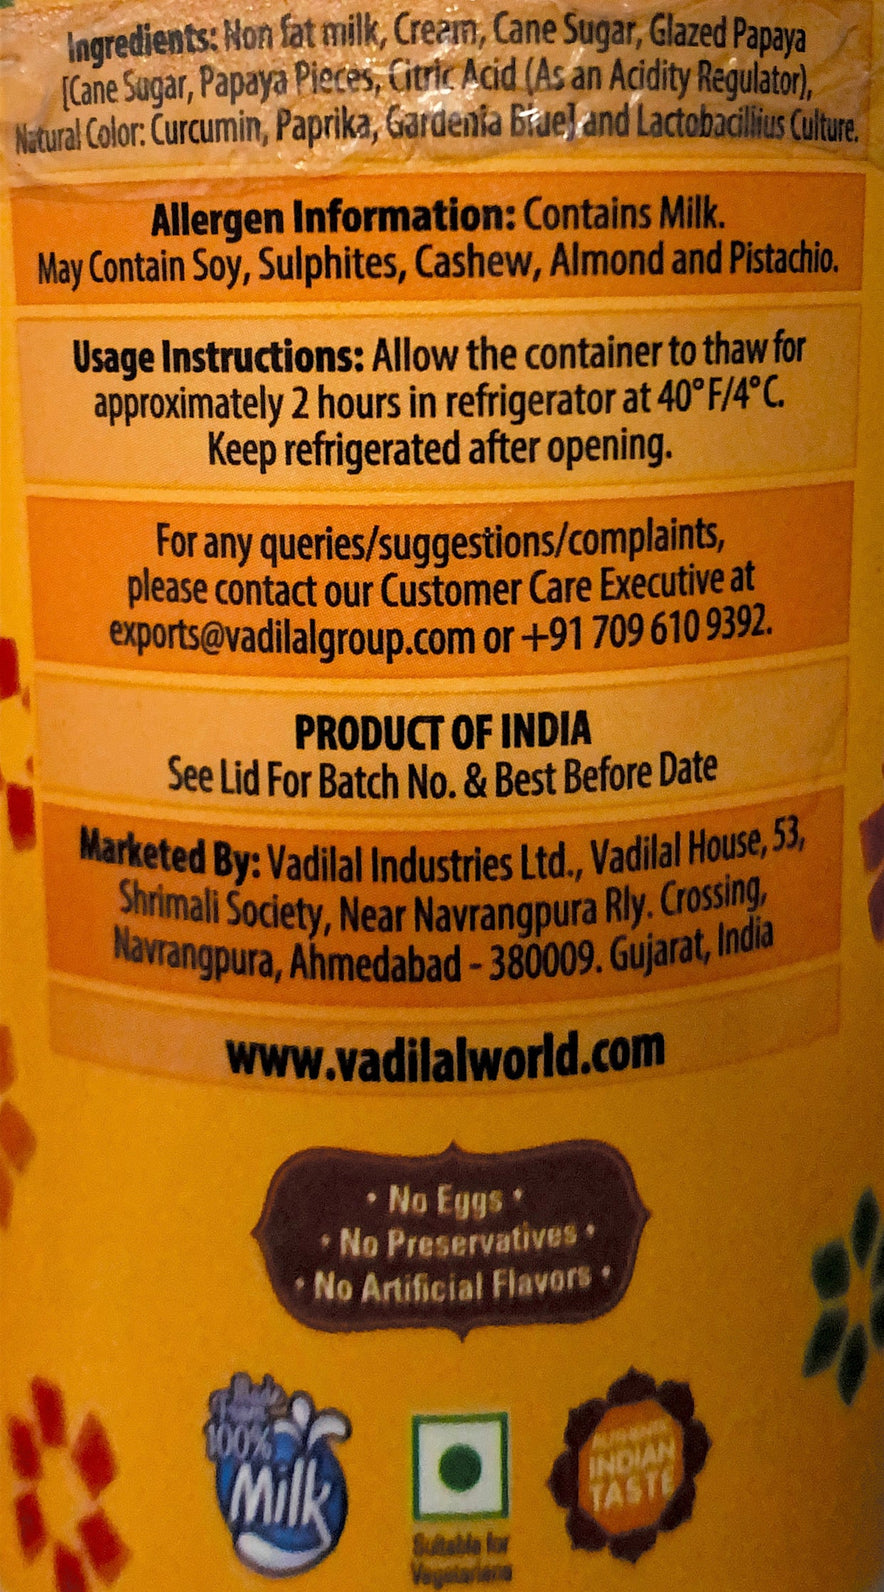 Ingredients: Non fat milk, Cream, Cane Sugar, Glazed Papaya
[Cane Sugar, Papaya Pieces, Citric Acid (As an Acidity Regulator),
Natural Color: Curcumin, Paprika, Gardenia Blue] and Lactobacillius Culture.
Allergen Information: Contains Milk.
May Contain Soy, Sulphites, Cashew, Almond and Pistachio.
Usage Instructions: Allow the container to thaw for
approximately 2 hours in refrigerator at 40°F/4°C.
Keep refrigerated after opening.
For any queries/suggestions/complaints,
please contact our Customer Care Executive at
exports@vadilalgroup.com or +91 709 610 9392.
PRODUCT OF INDIA
See Lid For Batch No. & Best Before Date
Marketed By: Vadilal Industries Ltd., Vadilal House, 53,
Shrimali Society, Near Navrangpura Rly. Crossing,
Navrangpura, Ahmedabad - 380009. Gujarat, India
www.vadilalworld.com
• No Eggs •
• No Preservatives •
• No Artificial Flavors •
Made
From
100%
Milk
Suitable for
Vegetarians
AUTHENTIC
INDIAN
TASTE